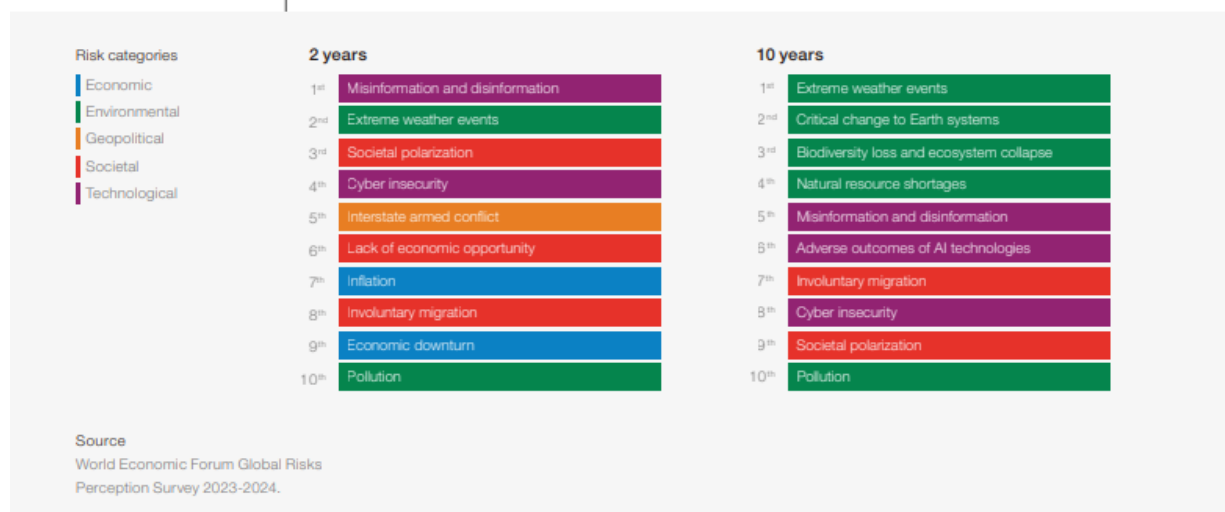 Risk categories
Economic
Environmental
Geopolitical
Societal
Technological
2 years
1st Misinformation and disinformation
2nd Extreme weather events
3rd Societal polarization
4th Cyber insecurity
5th Interstate armed conflict
6th Lack of economic opportunity
7th Inflation
8th Involuntary migration
9th Economic downturn
10th Pollution
10 years
1st Extreme weather events
2nd Critical change to Earth systems
3rd Biodiversity loss and ecosystem collapse
4th Natural resource shortages
5th Misinformation and disinformation
6th Adverse outcomes of AI technologies
7th Involuntary migration
8th Cyber insecurity
9th Societal polarization
10th Pollution
Source
World Economic Forum Global Risks
Perception Survey 2023-2024.